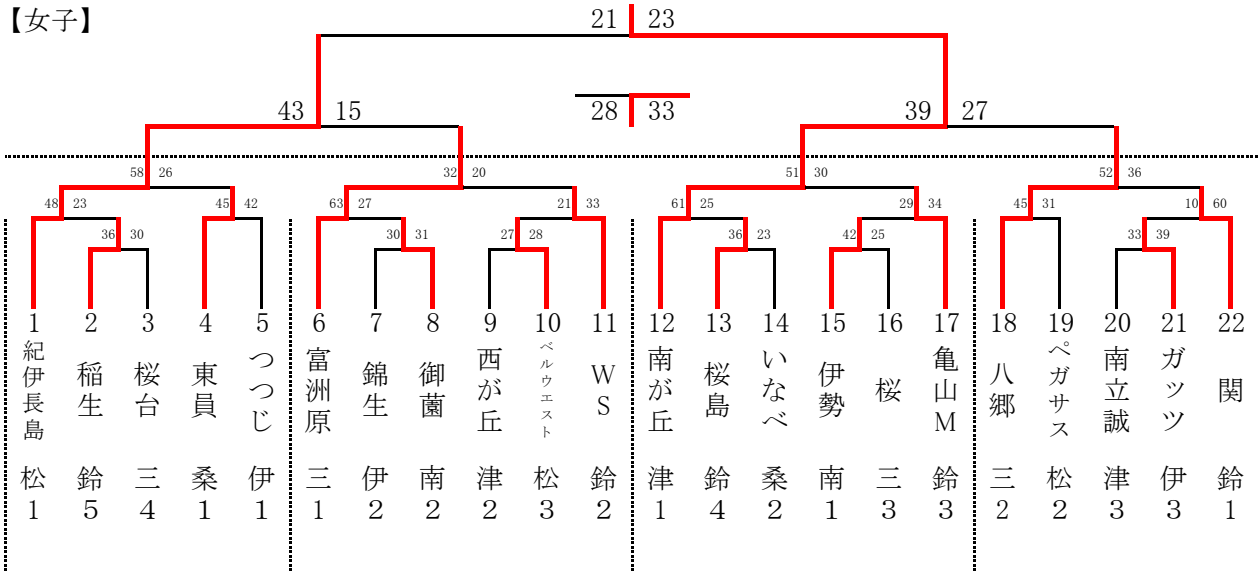 【女子】
21 23
28 33
43 15
39 27
58 26
32 20
51 30
52 36
48 23
45 42
63 27
21 33
61 25
29 34
45 31
10 60
36 30
30 31
27 28
36 23
42 25
33 39
1 2 3 4 5 6 7 8 9 10 11 12 13 14 15 16 17 18 19 20 21 22
紀伊長島
稲生
桜台
東員
つつじ
富洲原
錦生
御薗
西が丘
ベルウエスト
WS
南が丘
桜島
いなべ
伊勢
桜
亀山M
八郷
ペガサス
南立誠
ガッツ
関
松 鈴 三 桑 伊 三 伊 南 津 松 鈴 津 鈴 桑 南 三 鈴 三 松 津 伊 鈴
1 5 4 1 1 1 2 2 2 3 2 1 4 2 1 3 3 2 2 3 3 1